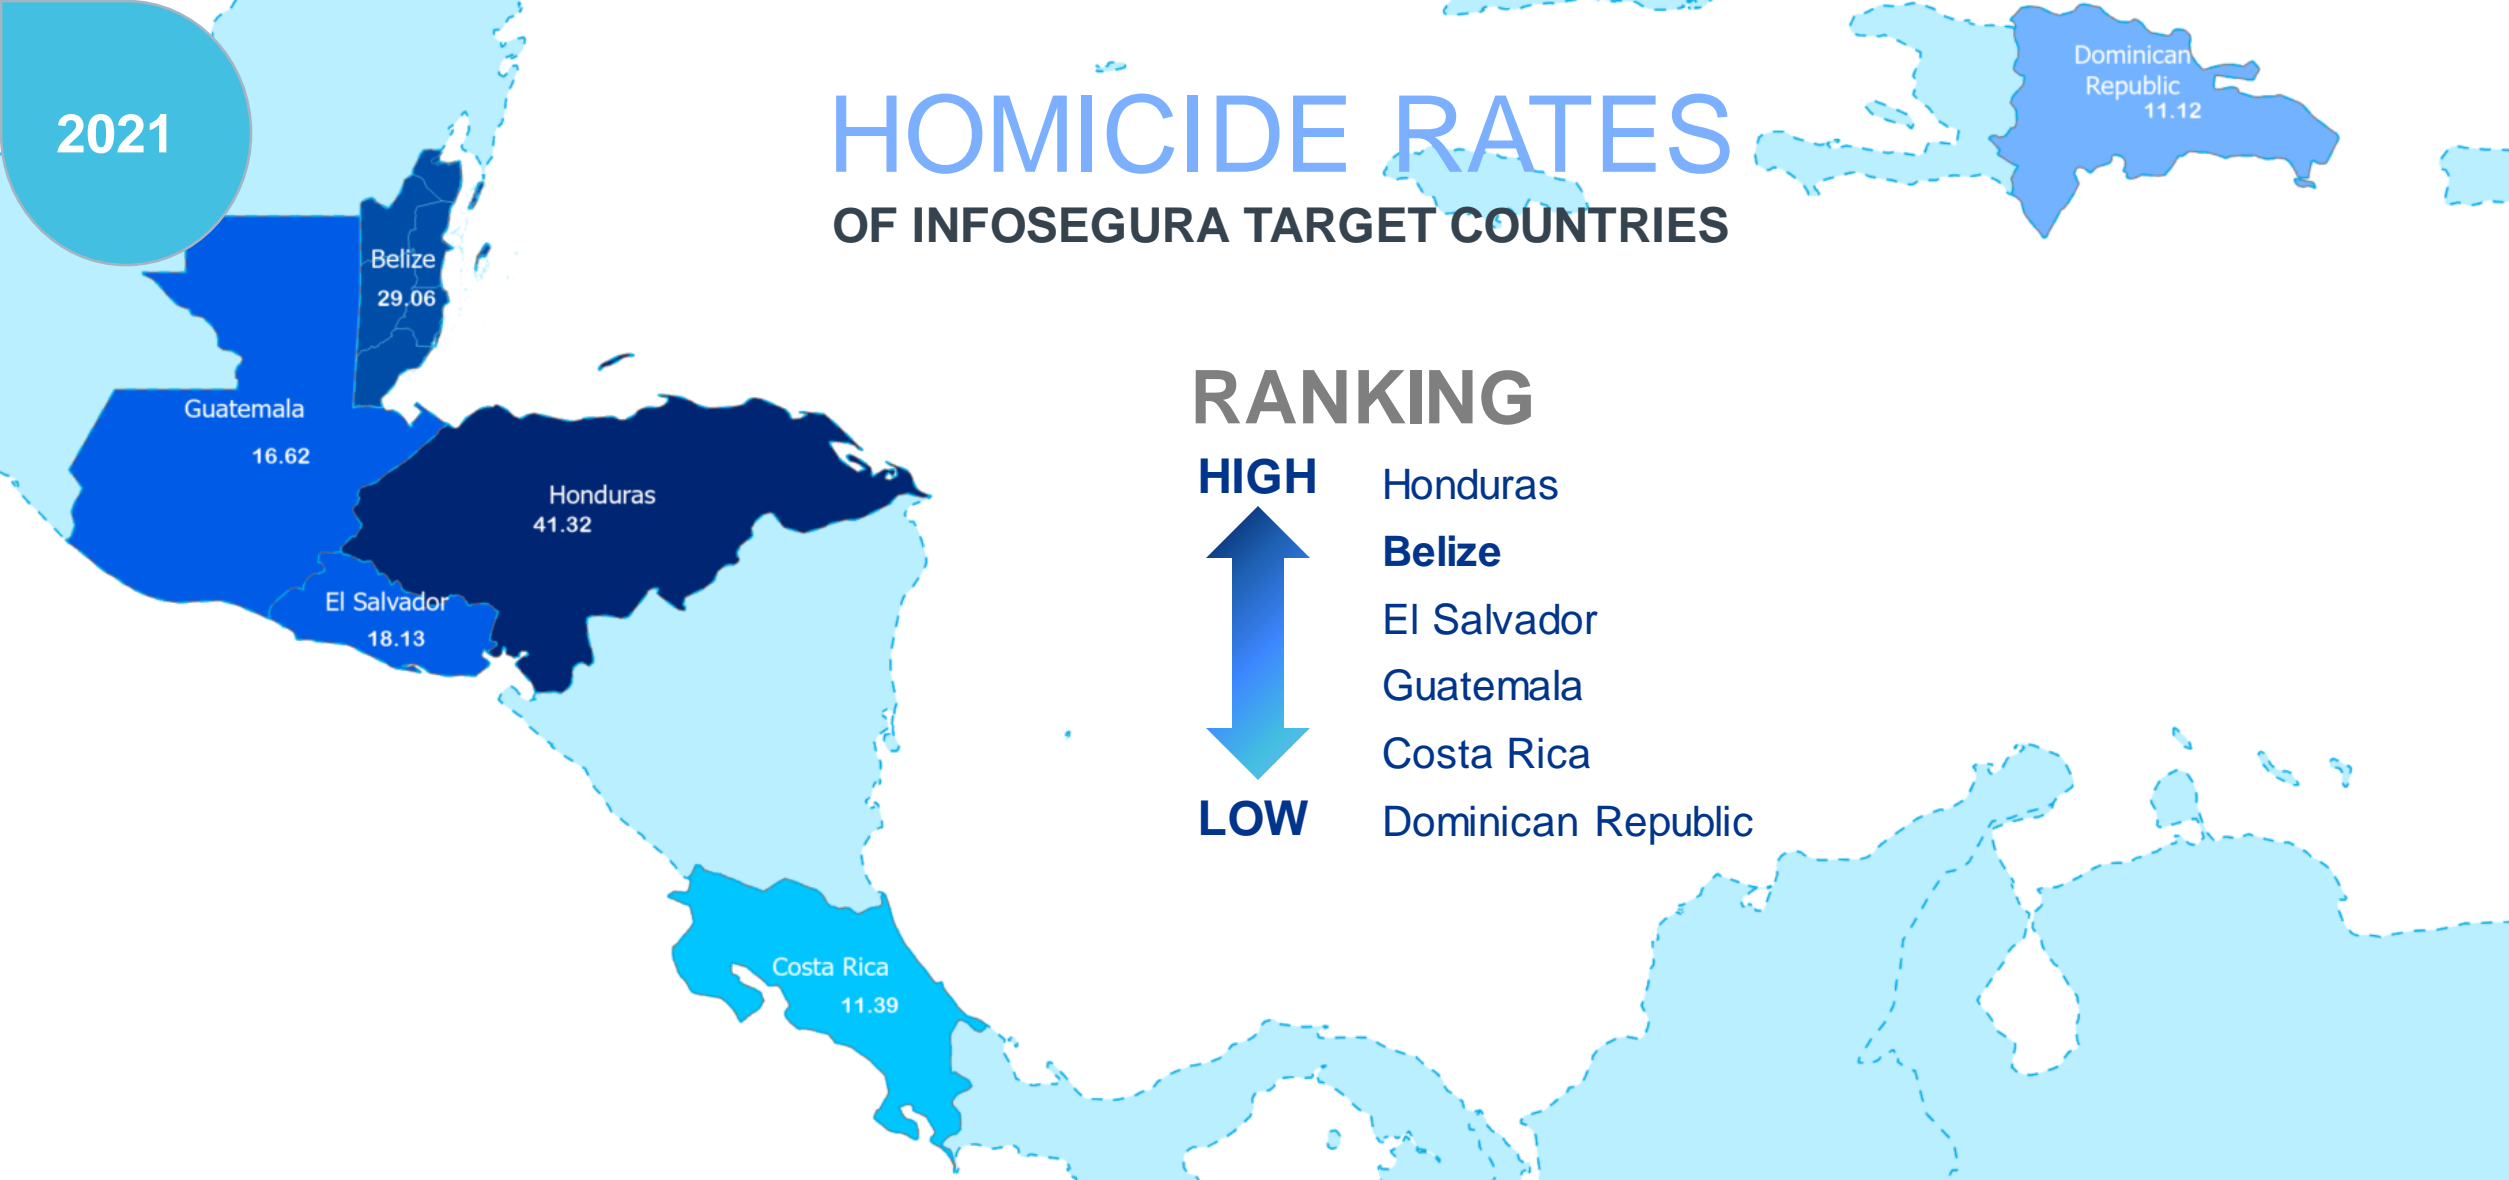 2021
HOMICIDE RATES
OF INFOSEGURA TARGET COUNTRIES
Dominican
Republic
11.12
Belize
29.06
Guatemala
16.62
Honduras
41.32
El Salvador
18.13
Costa Rica
11.39
RANKING
HIGH
Honduras
Belize
El Salvador
Guatemala
Costa Rica
LOW
Dominican Republic